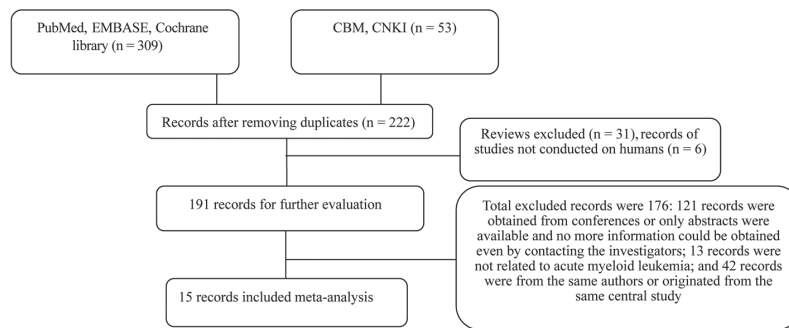 PubMed, EMBASE, Cochrane
library (n = 309)
CBM, CNKI (n = 53)
Records after removing duplicates (n = 222)
Reviews excluded (n = 31), records of
studies not conducted on humans (n = 6)
191 records for further evaluation
Total excluded records were 176: 121 records were
obtained from conferences or only abstracts were
available and no more information could be obtained
even by contacting the investigators; 13 records were
not related to acute myeloid leukemia; and 42 records
were from the same authors or originated from the
same central study
15 records included meta-analysis